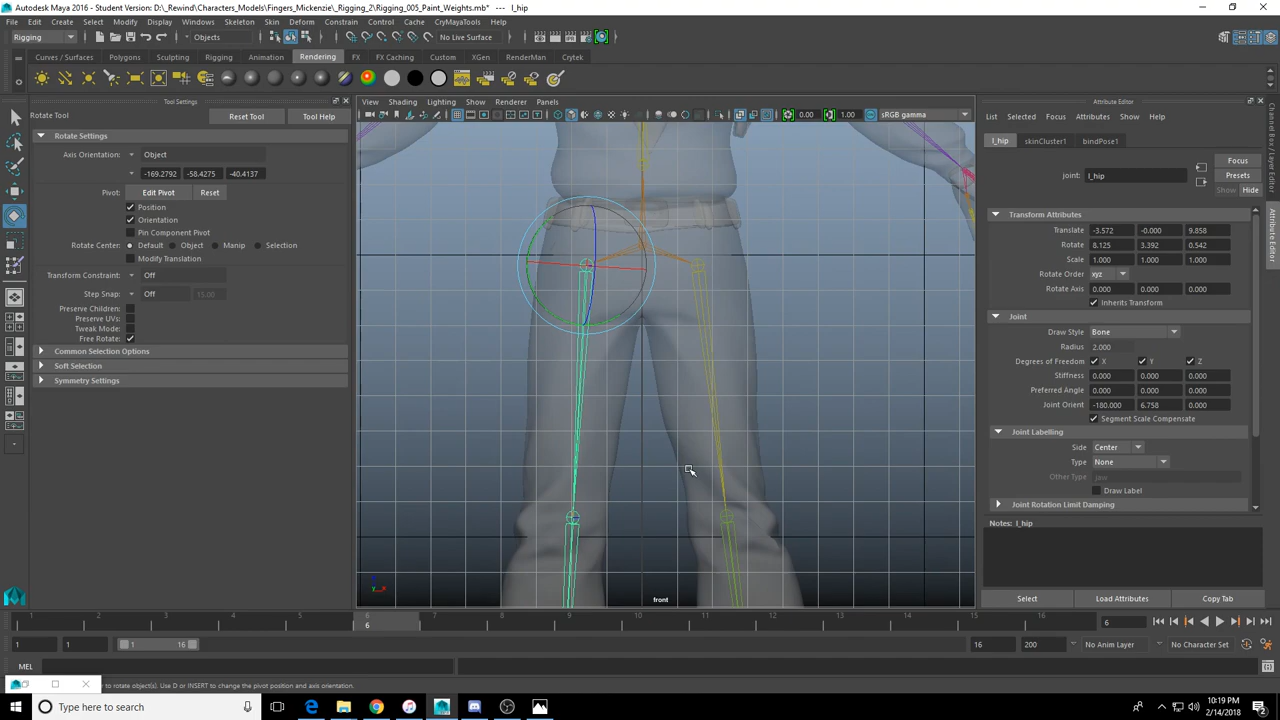 Autodesk Maya 2016 - Student Version: D:\_Rewind\Characters_Models\Fingers_Mickenzie\_Rigging_2\Rigging_005_Paint_Weights.mb* --- l_hip
File Edit Create Select Modify Display Windows Skeleton Skin Deform Constrain Control Cache CryMayaTools Help
Rigging Objects No Live Surface
Curves / Surfaces Polygons Sculpting Rigging Animation Rendering FX FX Caching Custom XGen RenderMan Crytek
Tool Settings
Rotate Tool Reset Tool Tool Help
Rotate Settings
Axis Orientation: Object
-169.2792 -58.4275 -40.4137
Pivot: Edit Pivot Reset
Position
Orientation
Pin Component Pivot
Rotate Center: Default Object Manip Selection
Modify Translation
Transform Constraint: Off
Step Snap: Off 15.00
Preserve Children:
Preserve UVs:
Tweak Mode:
Free Rotate:
Common Selection Options
Soft Selection
Symmetry Settings
View Shading Lighting Show Renderer Panels
0.00 1.00 sRGB gamma
front
Attribute Editor
List Selected Focus Attributes Show Help
l_hip skinCluster1 bindPose1
Focus
joint: l_hip Presets
Show Hide
Transform Attributes
Translate -3.572 -0.000 9.858
Rotate 8.125 3.392 0.542
Scale 1.000 1.000 1.000
Rotate Order xyz
Rotate Axis 0.000 0.000 0.000
Inherits Transform
Joint
Draw Style Bone
Radius 2.000
Degrees of Freedom X Y Z
Stiffness 0.000 0.000 0.000
Preferred Angle 0.000 0.000 0.000
Joint Orient -180.000 6.758 0.000
Segment Scale Compensate
Joint Labelling
Side Center
Type None
Other Type jaw
Draw Label
Joint Rotation Limit Damping
Notes: l_hip
Select Load Attributes Copy Tab
Channel Box / Layer Editor
Attribute Editor
1 2 3 4 5 6 7 8 9 10 11 12 13 14 15 16
6 6
1 1 1 16 16 200 No Anim Layer No Character Set
MEL
to rotate object(s). Use D or INSERT to change the pivot position and axis orientation.
Type here to search
10:19 PM
2/14/2018